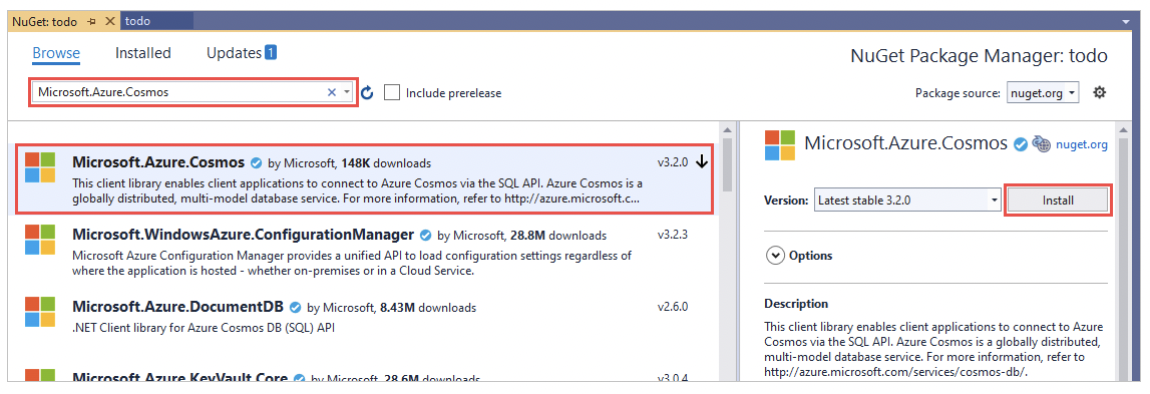 NuGet: todo
todo
Browse Installed Updates 1
NuGet Package Manager: todo
Microsoft.Azure.Cosmos
Include prerelease
Package source: nuget.org
Microsoft.Azure.Cosmos by Microsoft, 148K downloads v3.2.0
This client library enables client applications to connect to Azure Cosmos via the SQL API. Azure Cosmos is a
globally distributed, multi-model database service. For more information, refer to http://azure.microsoft.c...
Microsoft.WindowsAzure.ConfigurationManager by Microsoft, 28.8M downloads v3.2.3
Microsoft Azure Configuration Manager provides a unified API to load configuration settings regardless of
where the application is hosted - whether on-premises or in a Cloud Service.
Microsoft.Azure.DocumentDB by Microsoft, 8.43M downloads v2.6.0
.NET Client library for Azure Cosmos DB (SQL) API
Microsoft.Azure.KeyVault.Core by Microsoft, 28.6M downloads v3.0.4
Microsoft.Azure.Cosmos nuget.org
Version: Latest stable 3.2.0 Install
Options
Description
This client library enables client applications to connect to Azure
Cosmos via the SQL API. Azure Cosmos is a globally distributed,
multi-model database service. For more information, refer to
http://azure.microsoft.com/services/cosmos-db/.